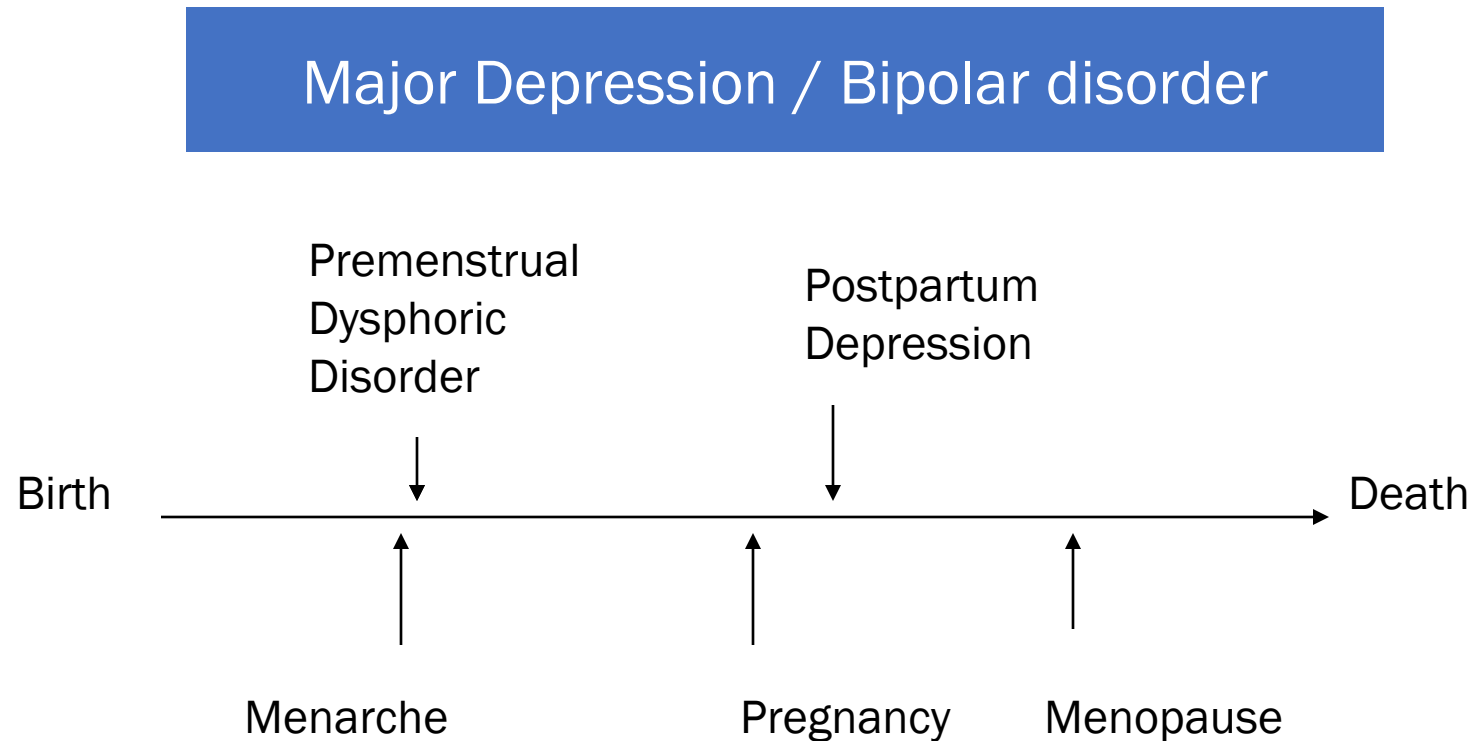 Major Depression / Bipolar disorder
Premenstrual
Dysphoric
Disorder
Postpartum
Depression
Birth
Death
Menarche
Pregnancy
Menopause